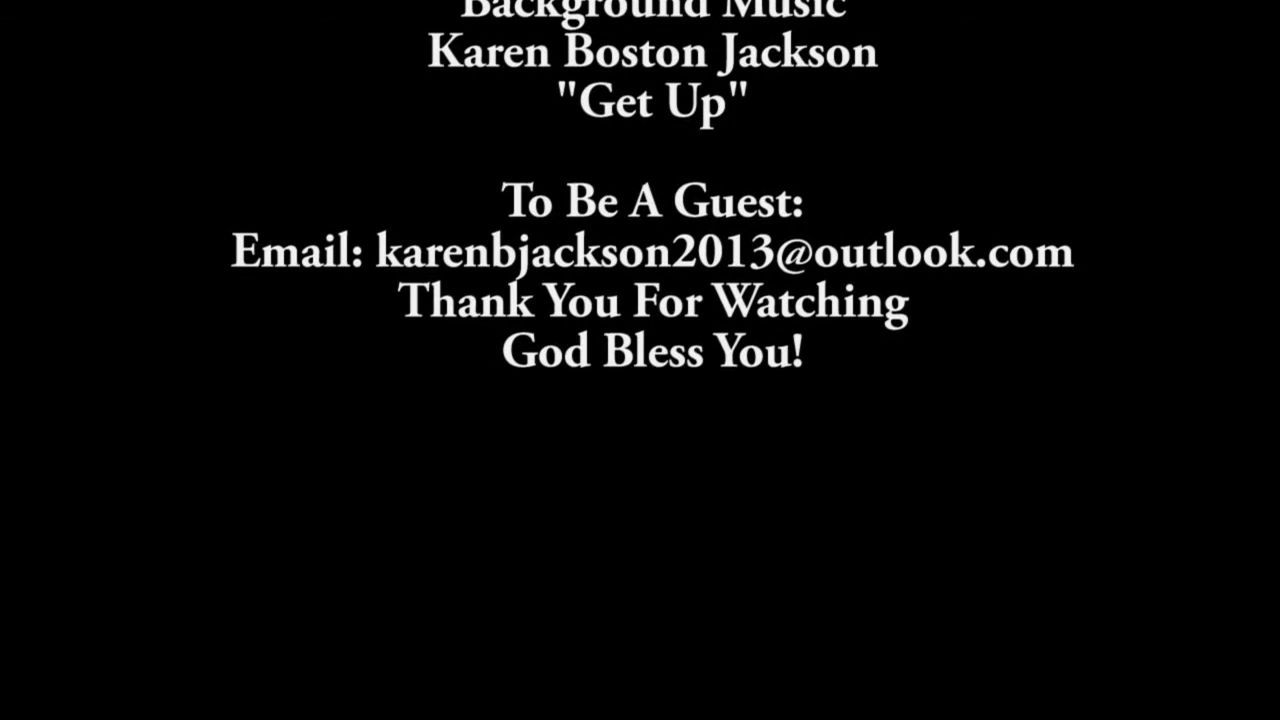 Background Music
Karen Boston Jackson
"Get Up"
To Be A Guest:
Email: karenbjackson2013@outlook.com
Thank You For Watching
God Bless You!